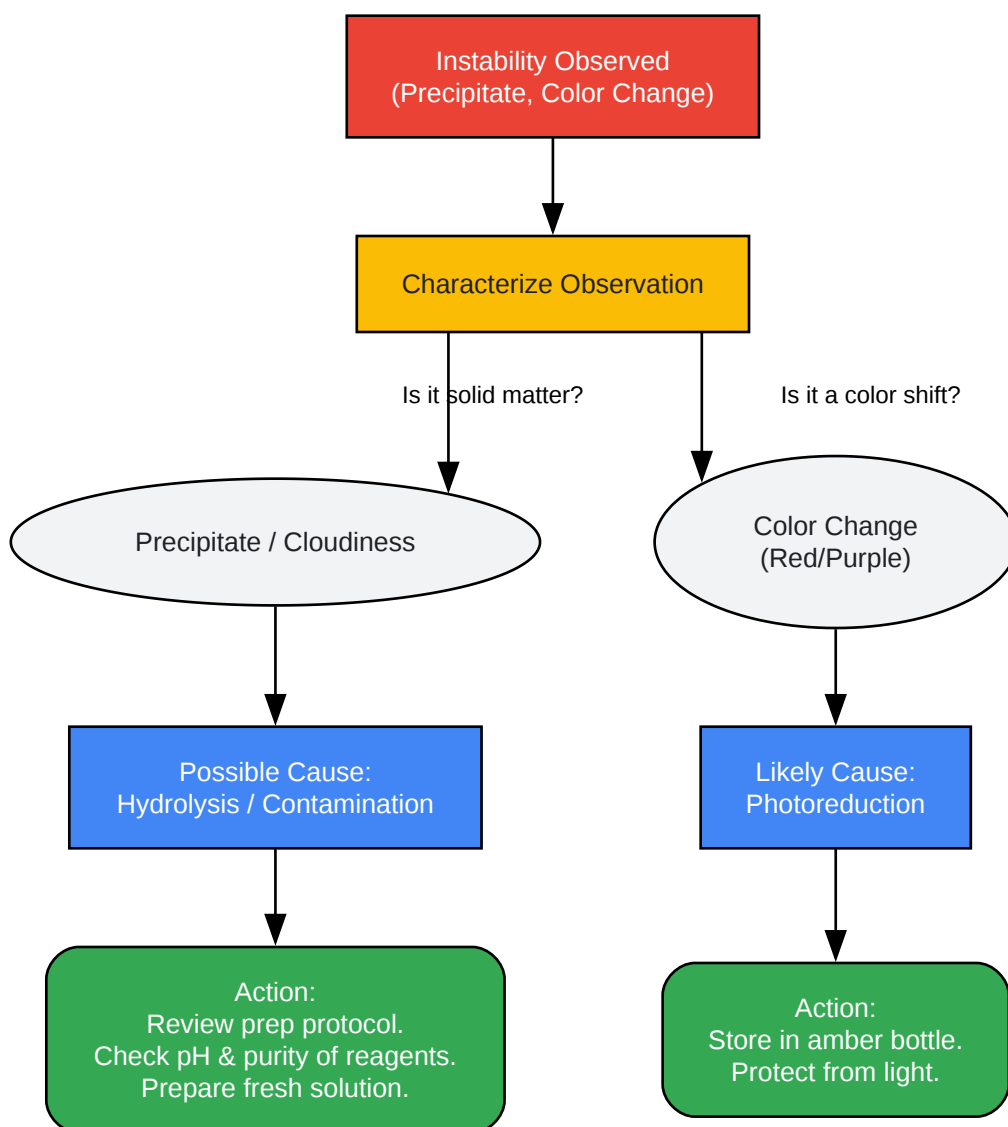 Instability Observed
(Precipitate, Color Change)
Characterize Observation
Is it solid matter?
Is it a color shift?
Precipitate / Cloudiness
Color Change
(Red/Purple)
Possible Cause:
Hydrolysis / Contamination
Likely Cause:
Photoreduction
Action:
Review prep protocol.
Check pH & purity of reagents.
Prepare fresh solution.
Action:
Store in amber bottle.
Protect from light.